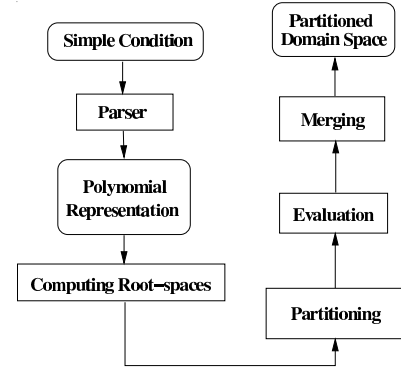 Simple Condition
Parser
Polynomial
Representation
Computing Root-spaces
Partitioning
Evaluation
Merging
Partitioned
Domain Space